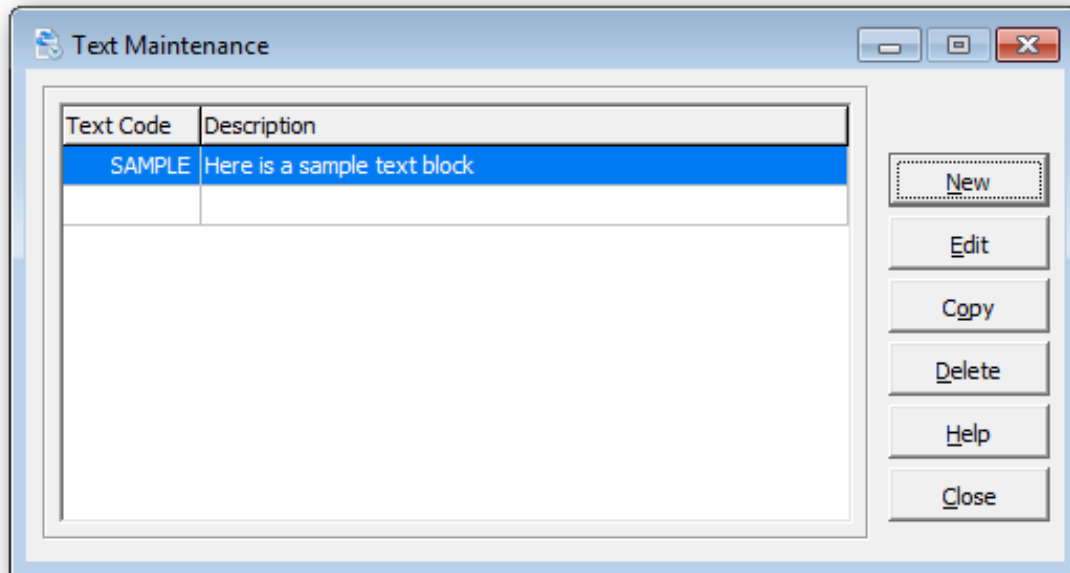 Text Maintenance
Text Code Description
SAMPLE Here is a sample text block
New
Edit
Copy
Delete
Help
Close